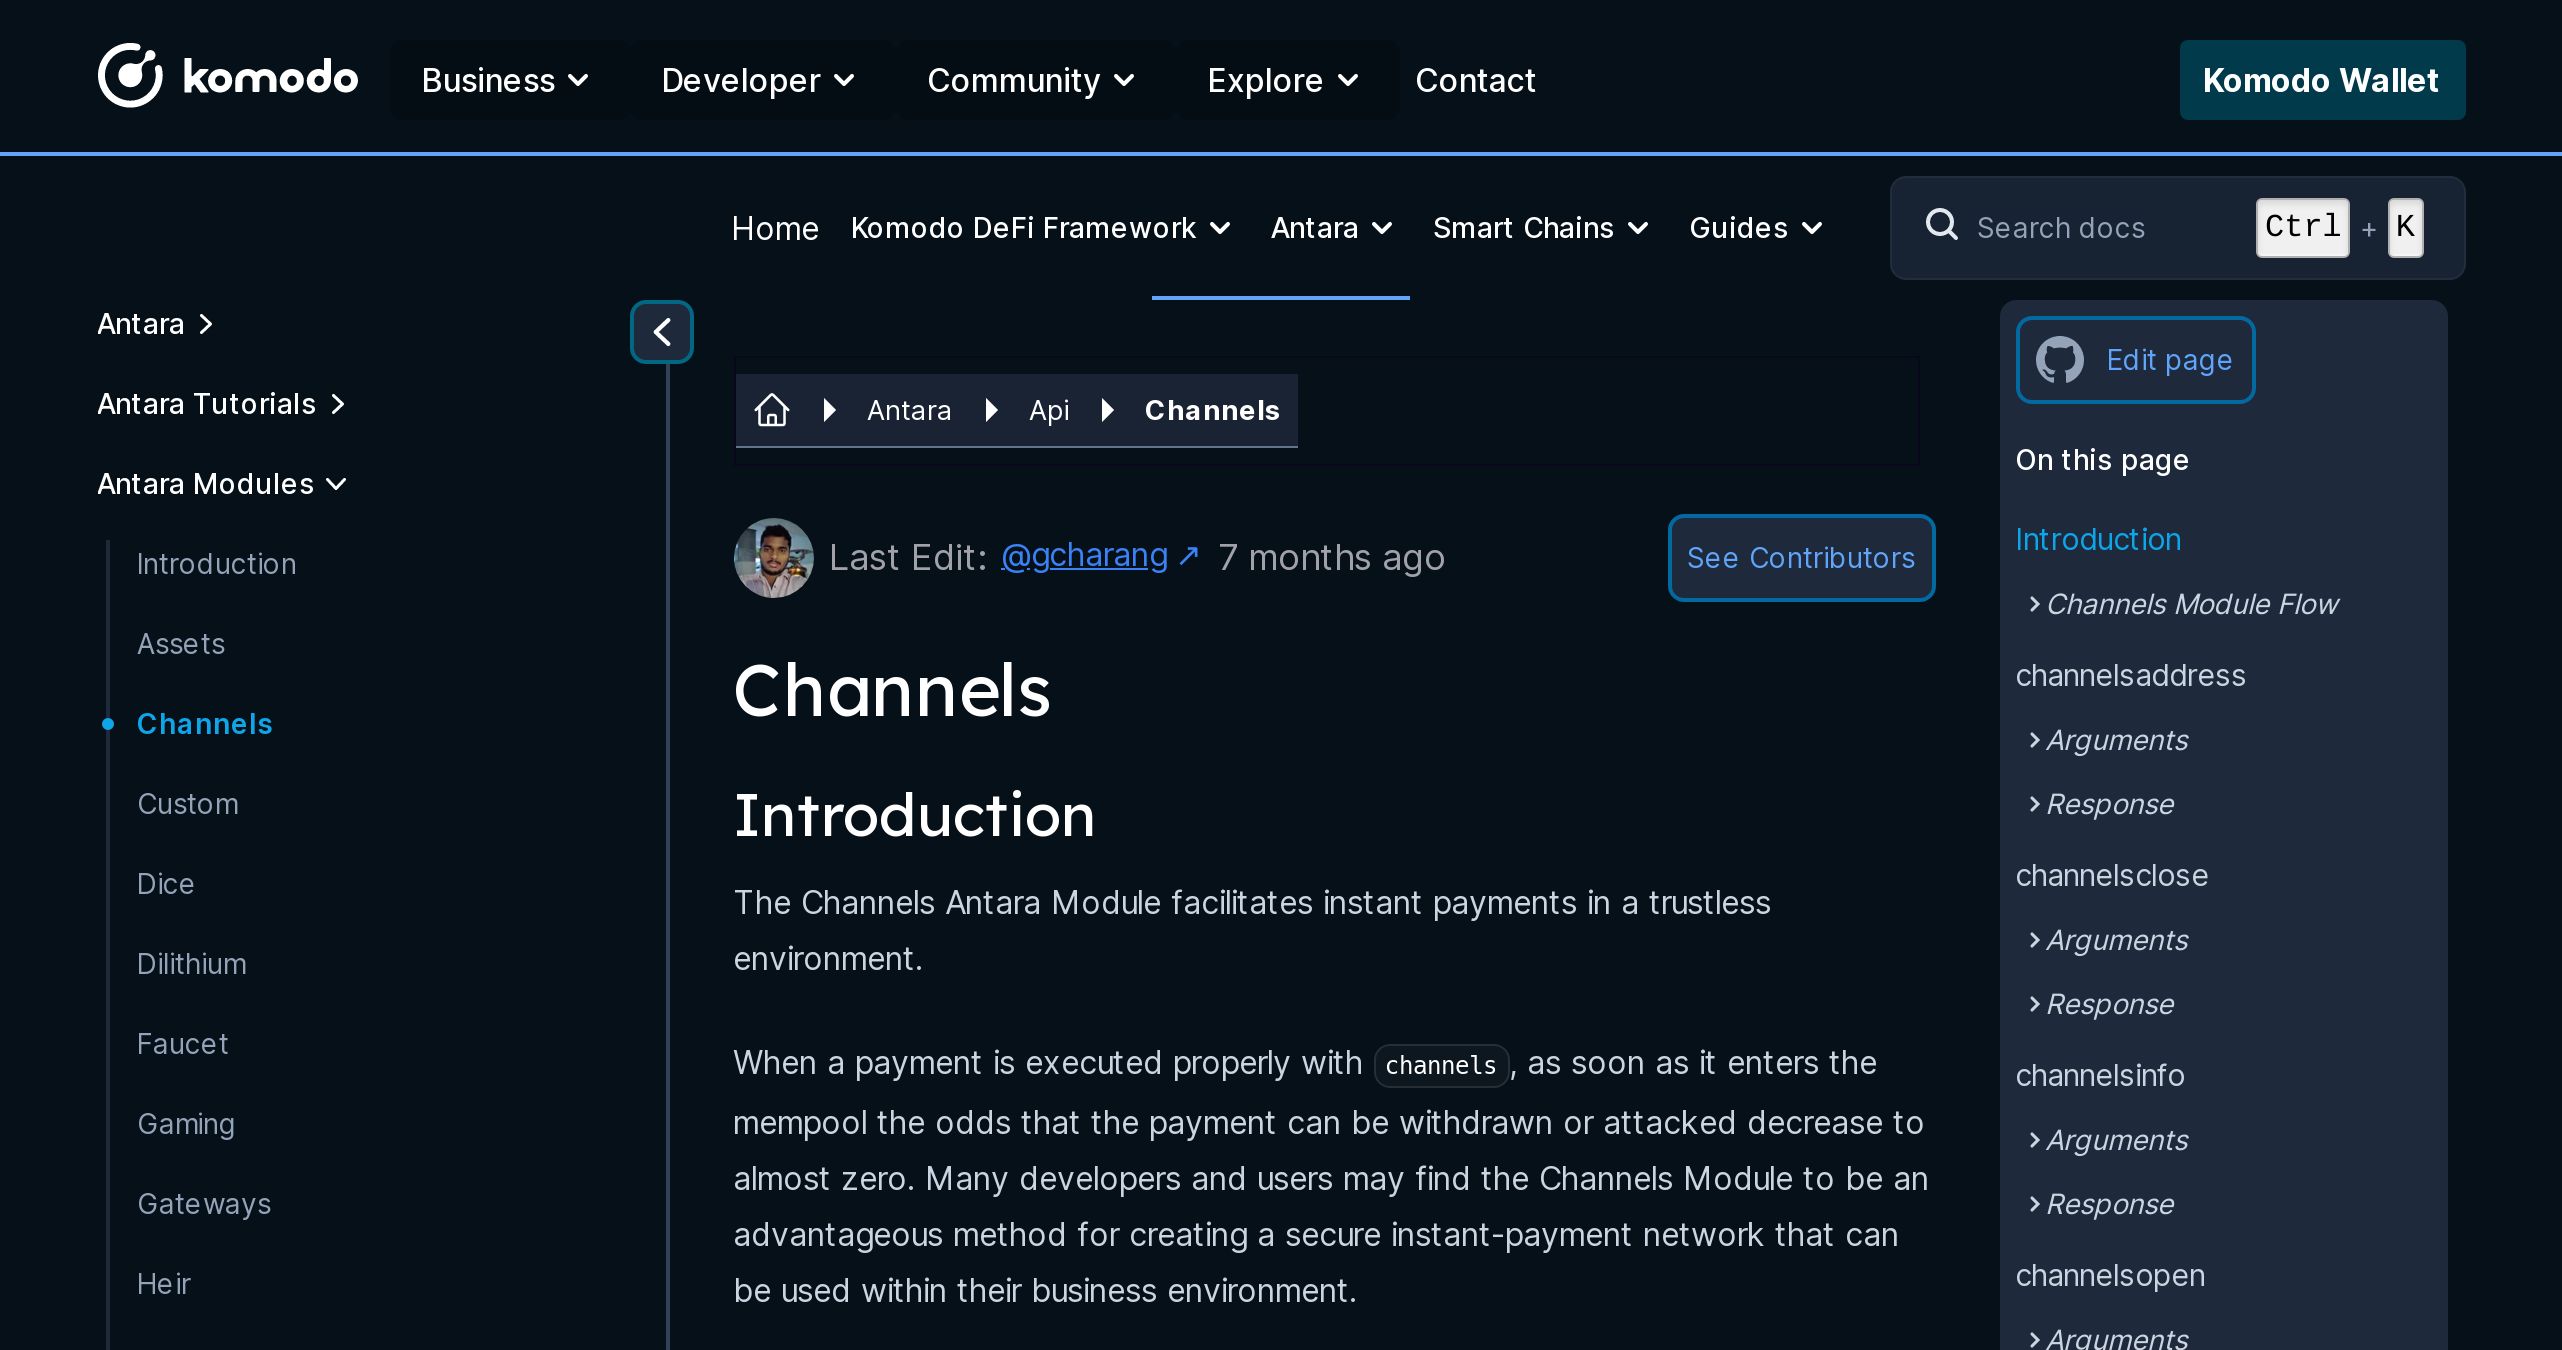 komodo
Business
Developer
Community
Explore
Contact
Komodo Wallet
Home
Komodo DeFi Framework
Antara
Smart Chains
Guides
Search docs
Ctrl + K
Antara
Antara Tutorials
Antara Modules
Introduction
Assets
Channels
Custom
Dice
Dilithium
Faucet
Gaming
Gateways
Heir
Antara
Api
Channels
Last Edit: @gcharang ↗ 7 months ago
See Contributors
Channels
Introduction
The Channels Antara Module facilitates instant payments in a trustless
environment.
When a payment is executed properly with channels, as soon as it enters the
mempool the odds that the payment can be withdrawn or attacked decrease to
almost zero. Many developers and users may find the Channels Module to be an
advantageous method for creating a secure instant-payment network that can
be used within their business environment.
Edit page
On this page
Introduction
Channels Module Flow
channelsaddress
Arguments
Response
channelsclose
Arguments
Response
channelsinfo
Arguments
Response
channelsopen
Arguments